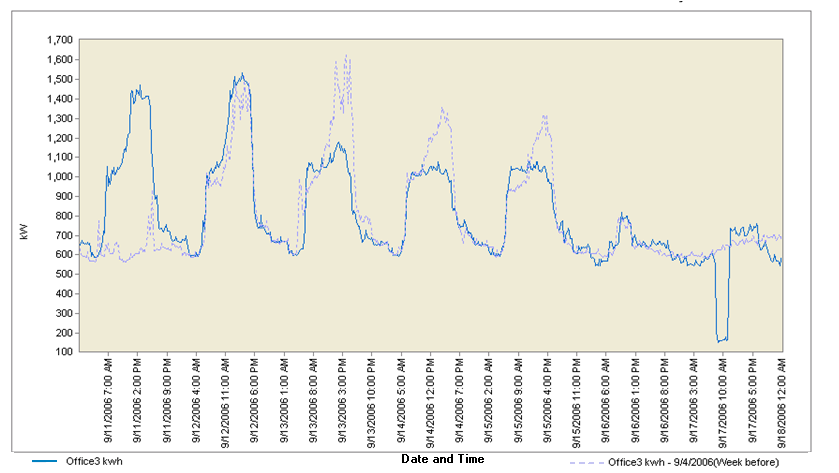 1,700
1,600
1,500
1,400
1,300
1,200
1,100
1,000
900
800
700
600
500
400
300
200
100
kW
9/11/2006 7:00 AM
9/11/2006 2:00 PM
9/11/2006 9:00 PM
9/12/2006 4:00 AM
9/12/2006 11:00 AM
9/12/2006 6:00 PM
9/13/2006 1:00 AM
9/13/2006 8:00 AM
9/13/2006 3:00 PM
9/13/2006 10:00 PM
9/14/2006 5:00 AM
9/14/2006 12:00 PM
9/14/2006 7:00 PM
9/15/2006 2:00 AM
9/15/2006 9:00 AM
9/15/2006 4:00 PM
9/15/2006 11:00 PM
9/16/2006 6:00 AM
9/16/2006 1:00 PM
9/16/2006 8:00 PM
9/17/2006 3:00 AM
9/17/2006 10:00 AM
9/17/2006 5:00 PM
9/18/2006 12:00 AM
Date and Time
Office3 kwh
Office3 kwh - 9/4/2006(Week before)